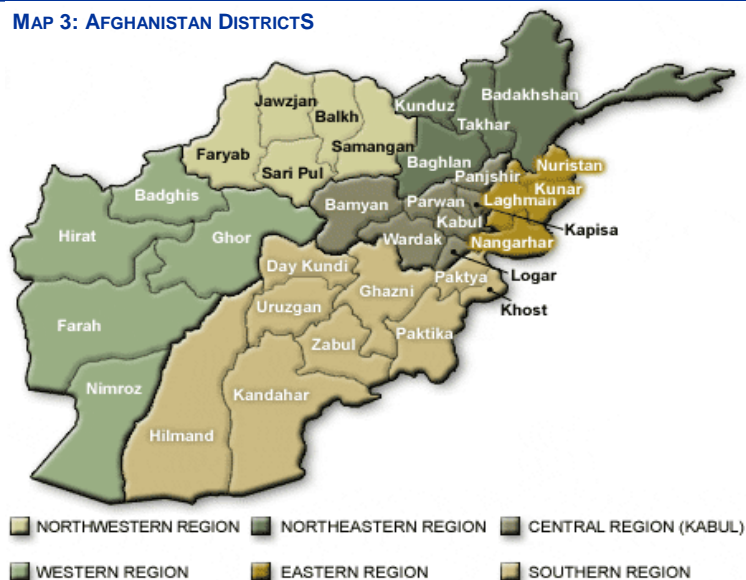 MAP 3: AFGHANISTAN DISTRICTS
Jawzjan
Balkh
Kunduz
Badakhshan
Takhar
Faryab
Samangan
Sari Pul
Baghlan
Nuristan
Panjshir
Kunar
Badghis
Bamyan
Parwan
Laghman
Kabul
Kapisa
Hirat
Ghor
Wardak
Nangarhar
Day Kundi
Logar
Paktya
Ghazni
Uruzgan
Khost
Farah
Zabul
Paktika
Nimroz
Kandahar
Hilmand
NORTHWESTERN REGION
NORTHEASTERN REGION
CENTRAL REGION (KABUL)
WESTERN REGION
EASTERN REGION
SOUTHERN REGION